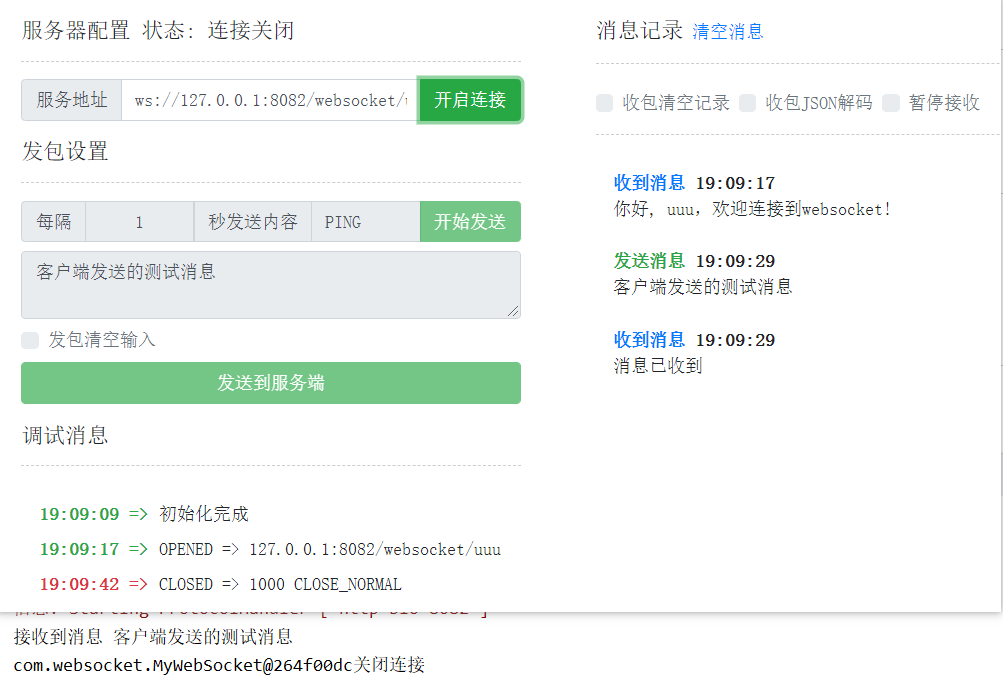 服务器配置 状态: 连接关闭
服务地址 ws://127.0.0.1:8082/websocket/u 开启连接
发包设置
每隔 1 秒发送内容 PING 开始发送
客户端发送的测试消息
发包清空输入
发送到服务端
调试消息
19:09:09 => 初始化完成
19:09:17 => OPENED => 127.0.0.1:8082/websocket/uuu
19:09:42 => CLOSED => 1000 CLOSE_NORMAL
消息记录 清空消息
收包清空记录 收包JSON解码 暂停接收
收到消息 19:09:17
你好, uuu，欢迎连接到websocket!
发送消息 19:09:29
客户端发送的测试消息
收到消息 19:09:29
消息已收到
接收到消息 客户端发送的测试消息
com.websocket.MyWebSocket@264f00dc关闭连接